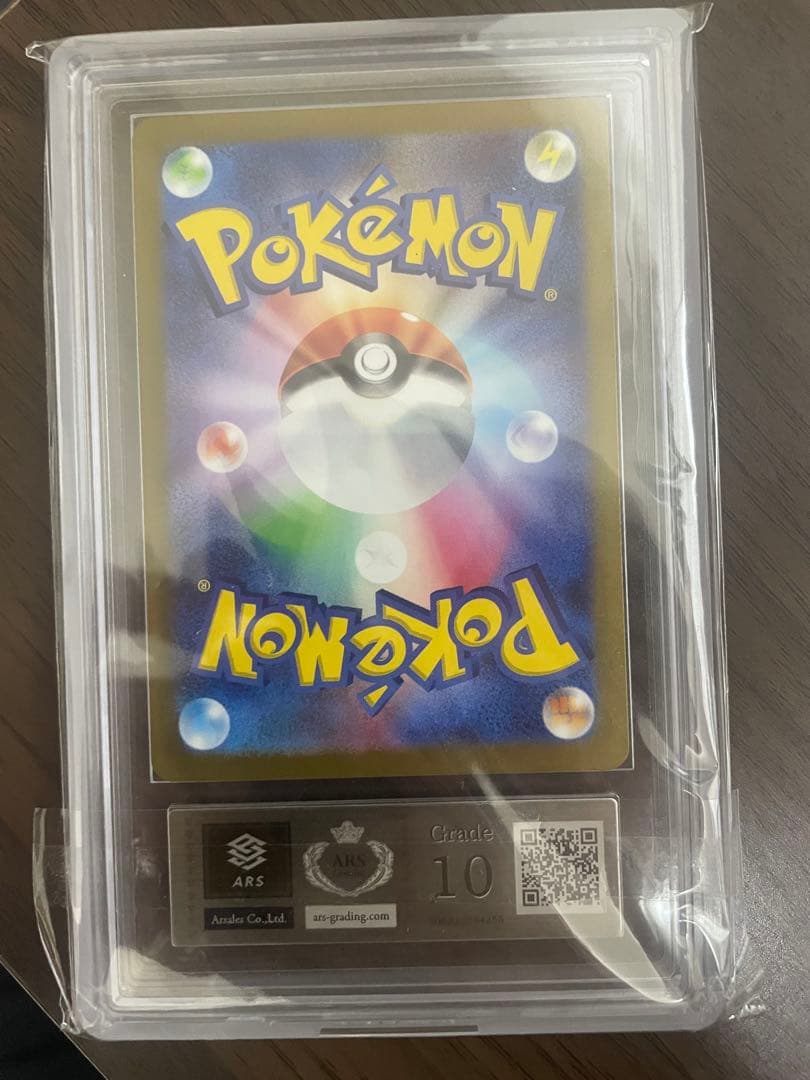 POKéMON
®
®
POKéMON
ARS
Arsales Co.,Ltd.
ARS
ars-grading.com
Grade
10